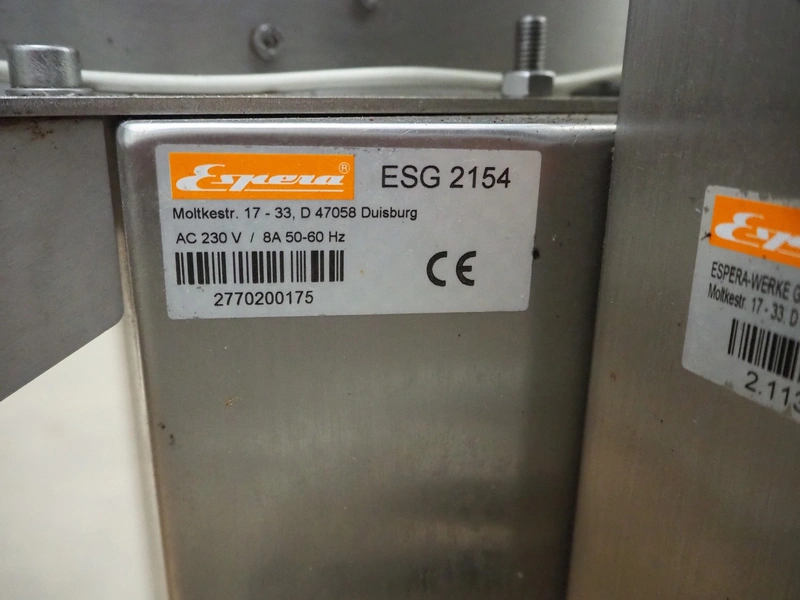 Espera® ESG 2154
Moltkestr. 17 - 33, D 47058 Duisburg
AC 230 V / 8A 50-60 Hz
2770200175
CE
Espera
ESPERA-WERKE G
Moltkestr. 17 - 33, D
2.113